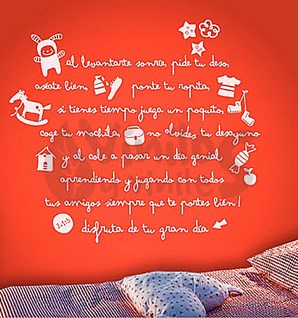 al levantarte sonríe, pide tu deso,
aséate bien, ponte tu ropita,
si tienes tiempo juega un poquito,
coge tu mochila, no olvides tu desayuno
y al cole a pasar un día genial
aprendiendo y jugando con todos
tus amigos siempre que te portes bien!
disfruta de tu gran día